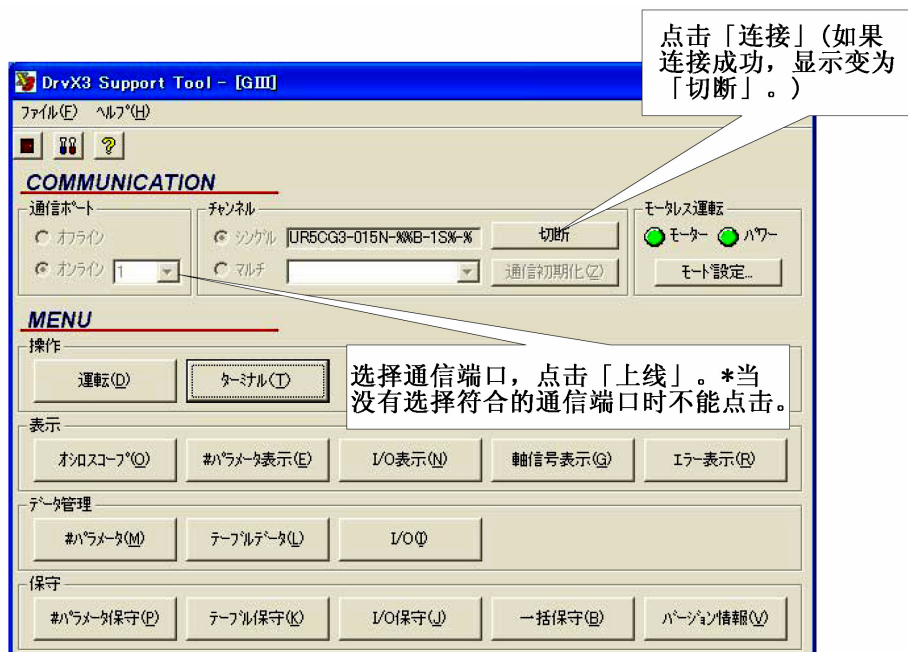 点击「连接」(如果
连接成功，显示变为
「切断」。)
DrvX3 Support Tool - [GⅢ]
ﾌｧｲﾙ(F) ﾍﾙﾌﾟ(H)
COMMUNICATION
通信ﾎﾟｰﾄ
ｵﾌﾗｲﾝ
ｵﾝﾗｲﾝ 1
ﾁｬﾝﾈﾙ
ｼﾝｸﾞﾙ UR5CG3-015N-%%B-1S%-% 切断
ﾏﾙﾁ 通信初期化(Z)
ﾓｰﾀﾚｽ運転
ﾓｰﾀｰ ﾊﾟﾜｰ
ﾓｰﾄﾞ設定...
MENU
操作
運転(D) ﾀｰﾐﾅﾙ(T)
选择通信端口，点击「上线」。*当
没有选择符合的通信端口时不能点击。
表示
ｵｼﾛｽｺｰﾌﾟ(O) #ﾊﾟﾗﾒｰﾀ表示(E) I/O表示(N) 軸信号表示(G) ｴﾗｰ表示(R)
ﾃﾞｰﾀ管理
#ﾊﾟﾗﾒｰﾀ(M) ﾃｰﾌﾞﾙﾃﾞｰﾀ(L) I/O(I)
保守
#ﾊﾟﾗﾒｰﾀ保守(P) ﾃｰﾌﾞﾙ保守(K) I/O保守(J) 一括保守(B) ﾊﾞｰｼﾞｮﾝ情報(V)